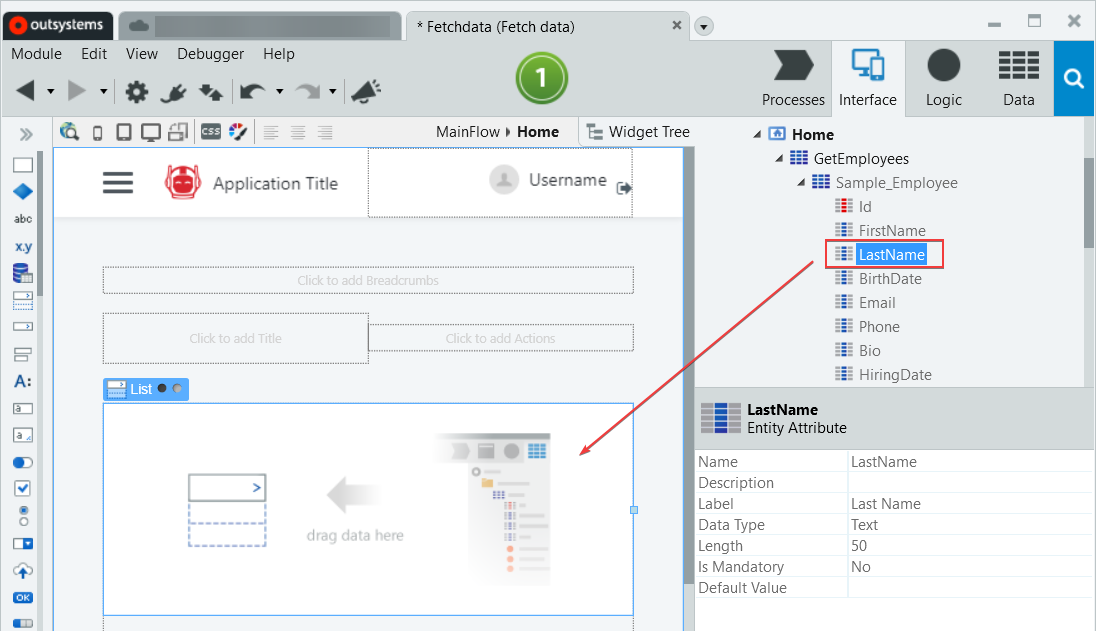 outsystems
* Fetchdata (Fetch data)
Module Edit View Debugger Help
1
Processes Interface Logic Data
CSS
MainFlow Home
Widget Tree
abc
x.y
A:
a
a
OK
Application Title
Username
Click to add Breadcrumbs
Click to add Title
Click to add Actions
List
drag data here
Home
GetEmployees
Sample_Employee
Id
FirstName
LastName
BirthDate
Email
Phone
Bio
HiringDate
LastName
Entity Attribute
Name LastName
Description
Label Last Name
Data Type Text
Length 50
Is Mandatory No
Default Value